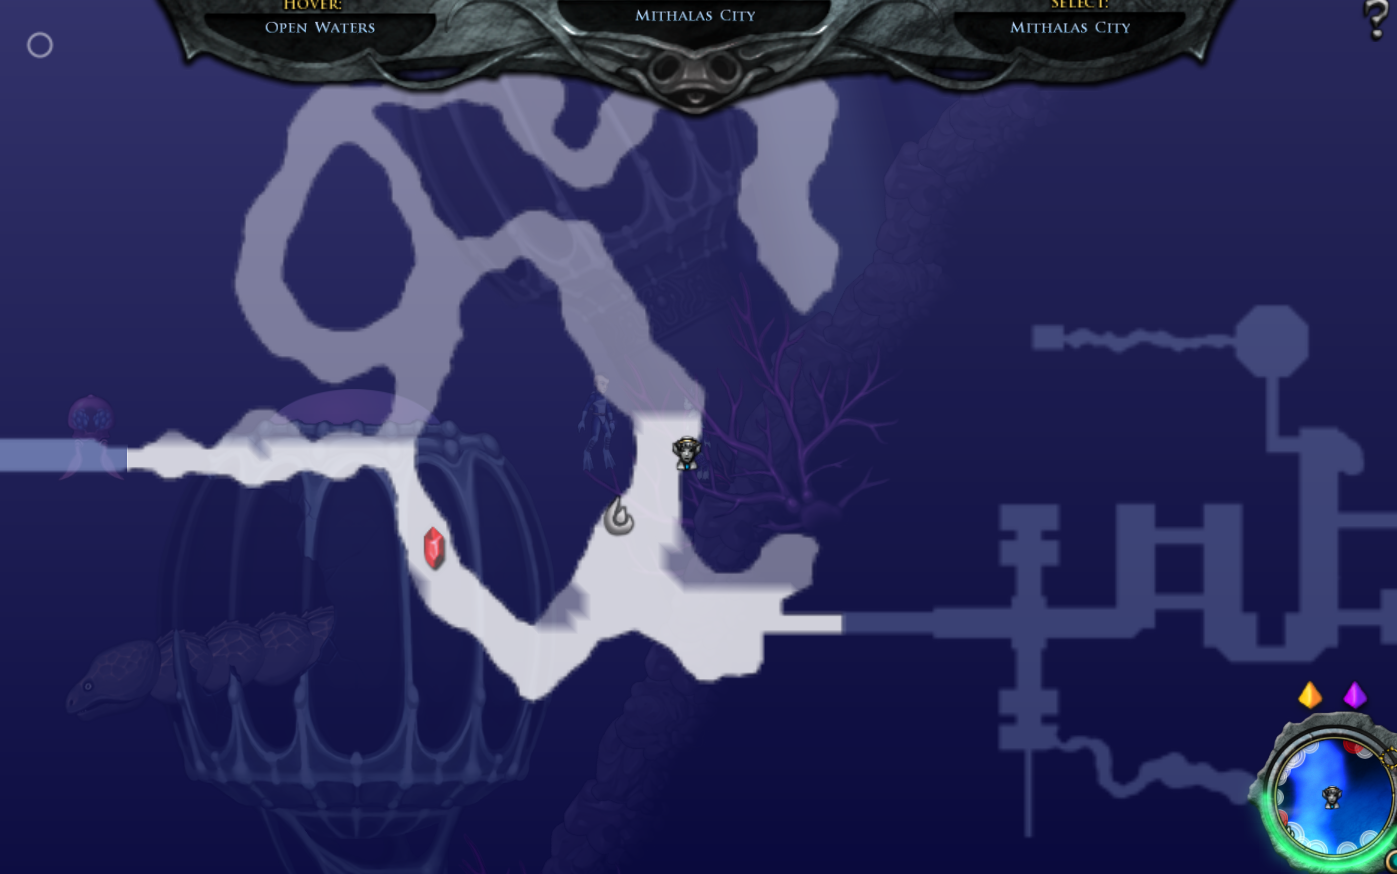 HOVER:
OPEN WATERS
MITHALAS CITY
SELECT:
MITHALAS CITY
?